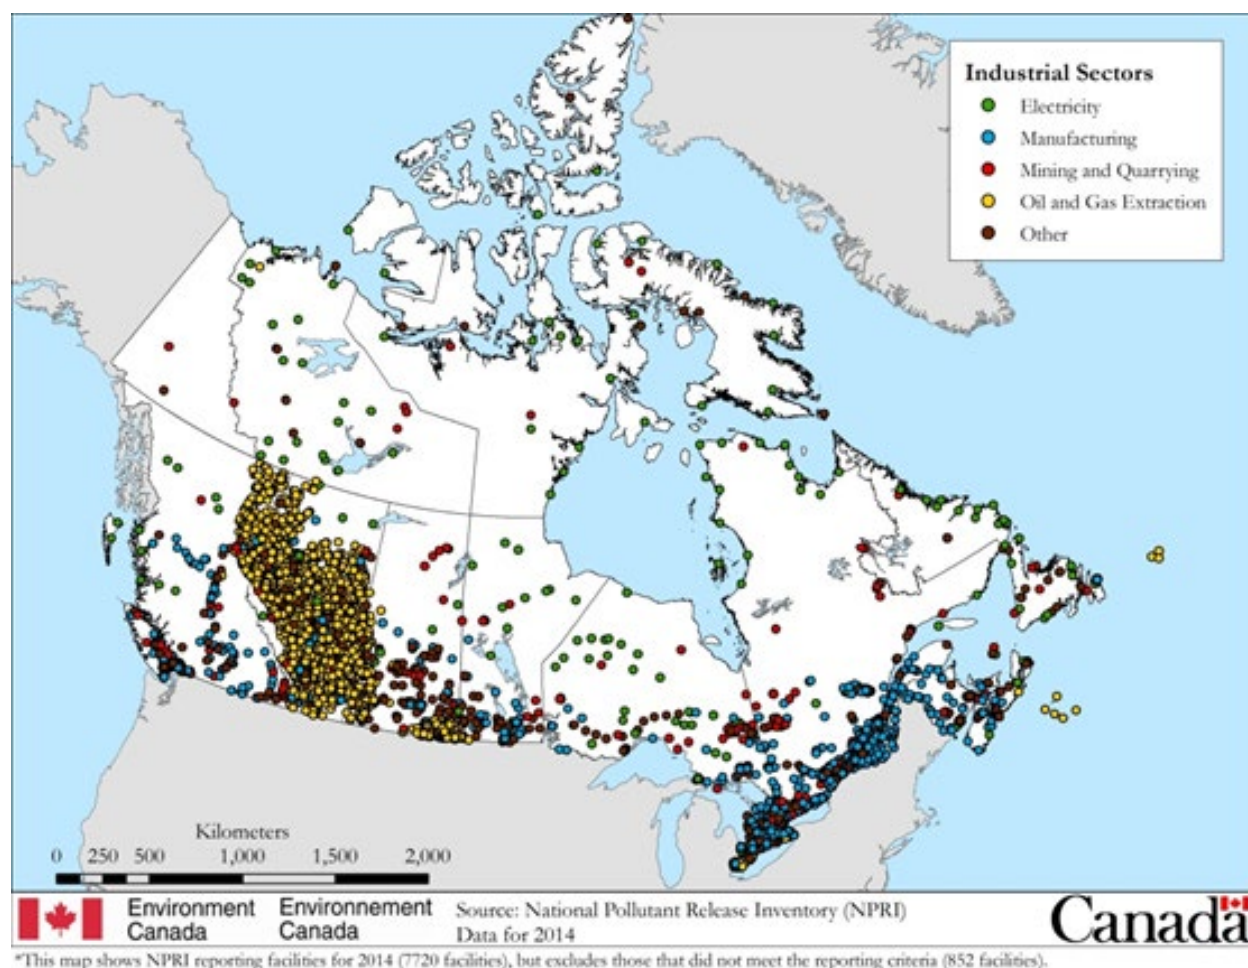 Industrial Sectors
Electricity
Manufacturing
Mining and Quarrying
Oil and Gas Extraction
Other
Kilometers
0 250 500 1,000 1,500 2,000
Environment Canada
Environnement Canada
Source: National Pollutant Release Inventory (NPRI)
Data for 2014
Canada
*This map shows NPRI reporting facilities for 2014 (7720 facilities), but excludes those that did not meet the reporting criteria (852 facilities).